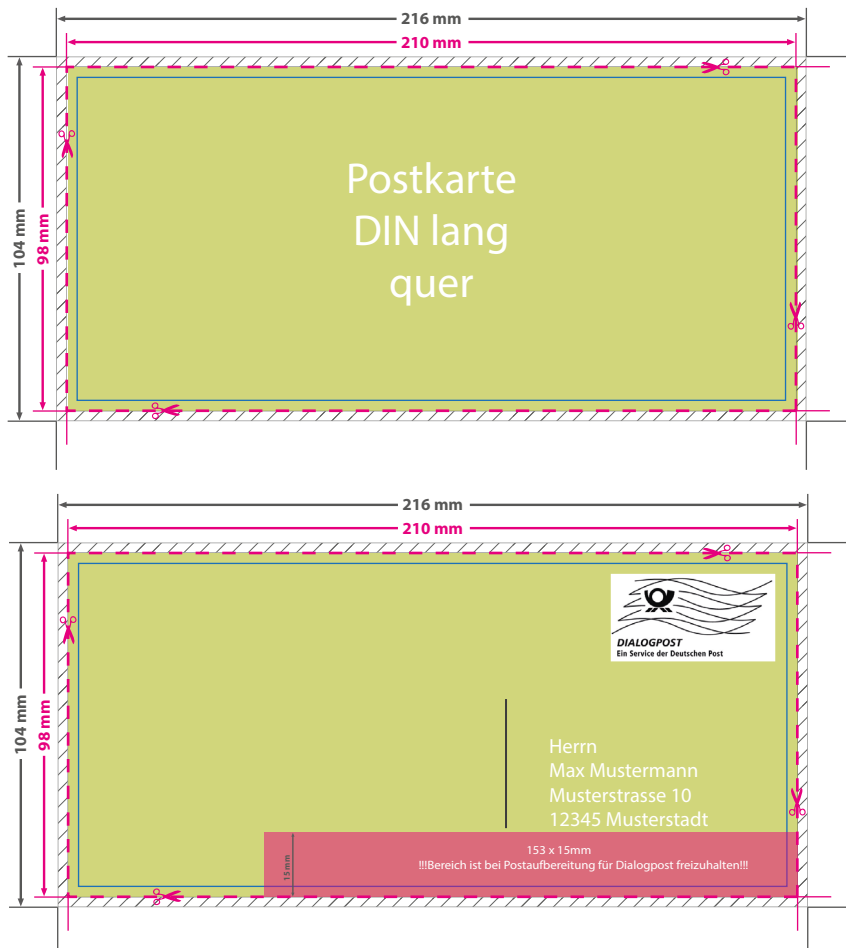 216 mm
210 mm
104 mm
98 mm
Postkarte
DIN lang
quer
216 mm
210 mm
104 mm
98 mm
DIALOGPOST
Ein Service der Deutschen Post
Herrn
Max Mustermann
Musterstrasse 10
12345 Musterstadt
15mm
153 x 15mm
!!!Bereich ist bei Postaufbereitung für Dialogpost freizuhalten!!!